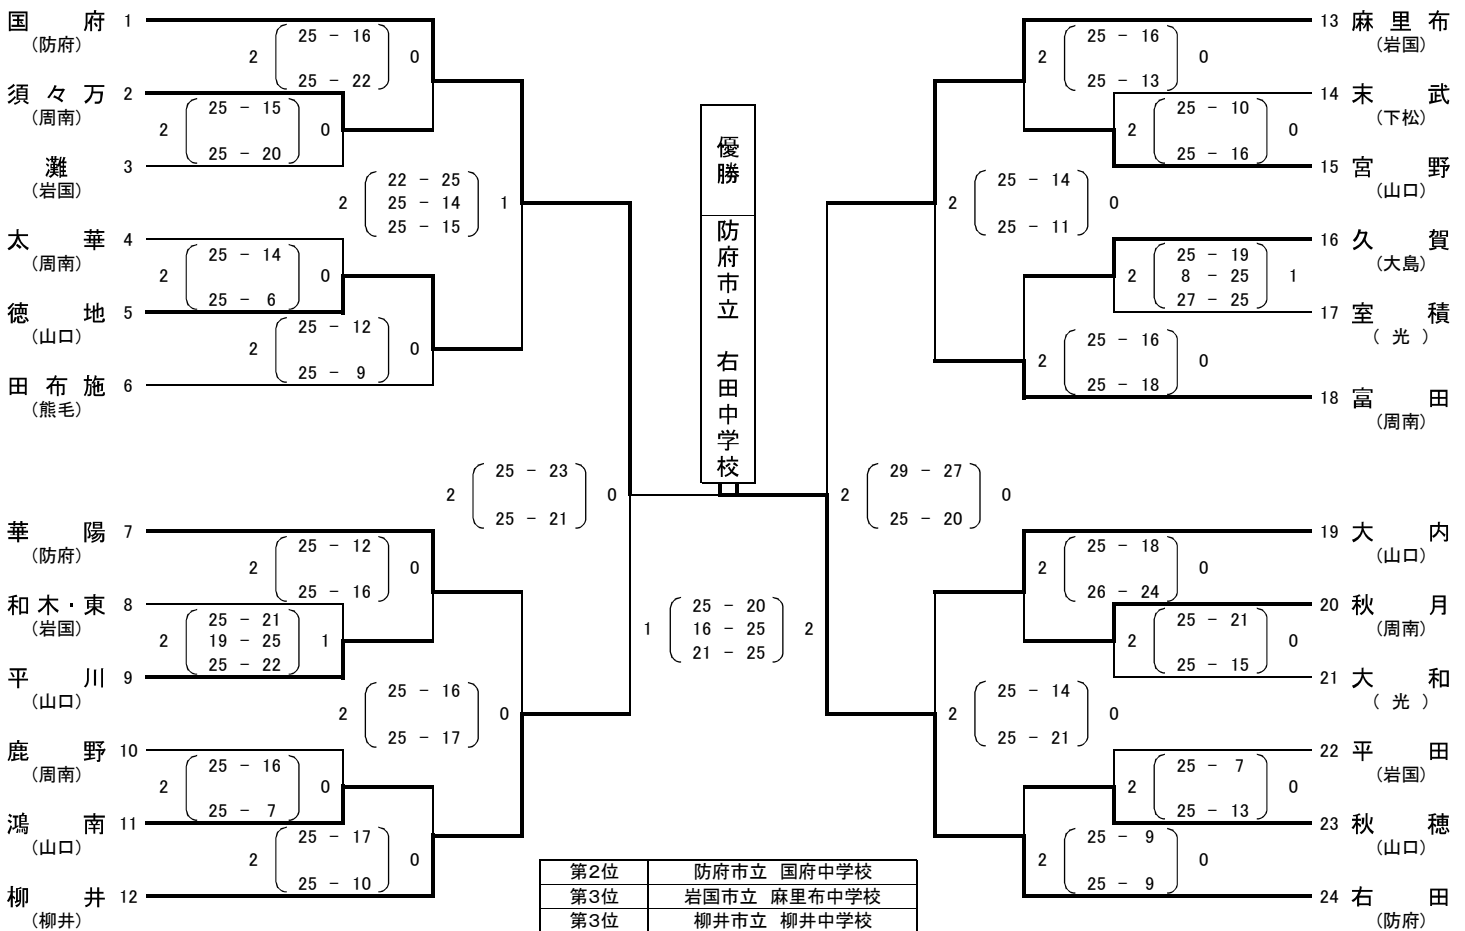 国府 1
(防府)
2 25 - 16 0
25 - 22
須々万 2
(周南)
2 25 - 15 0
25 - 20
灘 3
(岩国)
2 22 - 25 1
25 - 14
25 - 15
太華 4
(周南)
2 25 - 14 0
25 - 6
徳地 5
(山口)
2 25 - 12 0
25 - 9
田布施 6
(熊毛)
2 25 - 23 0
25 - 21
華陽 7
(防府)
2 25 - 12 0
25 - 16
和木・東 8
(岩国)
2 25 - 21 1
19 - 25
25 - 22
平川 9
(山口)
2 25 - 16 0
25 - 17
鹿野 10
(周南)
2 25 - 16 0
25 - 7
鴻南 11
(山口)
2 25 - 17 0
25 - 10
柳井 12
(柳井)
優勝
防府市立 右田中学校
1 25 - 20 2
16 - 25
21 - 25
13 麻里布
(岩国)
2 25 - 16 0
25 - 13
14 末武
(下松)
2 25 - 10 0
25 - 16
15 宮野
(山口)
2 25 - 14 0
25 - 11
16 久賀
(大島)
2 25 - 19 1
8 - 25
27 - 25
17 室積
(光)
2 25 - 16 0
25 - 18
18 富田
(周南)
2 29 - 27 0
25 - 20
19 大内
(山口)
2 25 - 18 0
26 - 24
20 秋月
(周南)
2 25 - 21 0
25 - 15
21 大和
(光)
2 25 - 14 0
25 - 21
22 平田
(岩国)
2 25 - 7 0
25 - 13
23 秋穂
(山口)
2 25 - 9 0
25 - 9
24 右田
(防府)
第2位 防府市立 国府中学校
第3位 岩国市立 麻里布中学校
第3位 柳井市立 柳井中学校